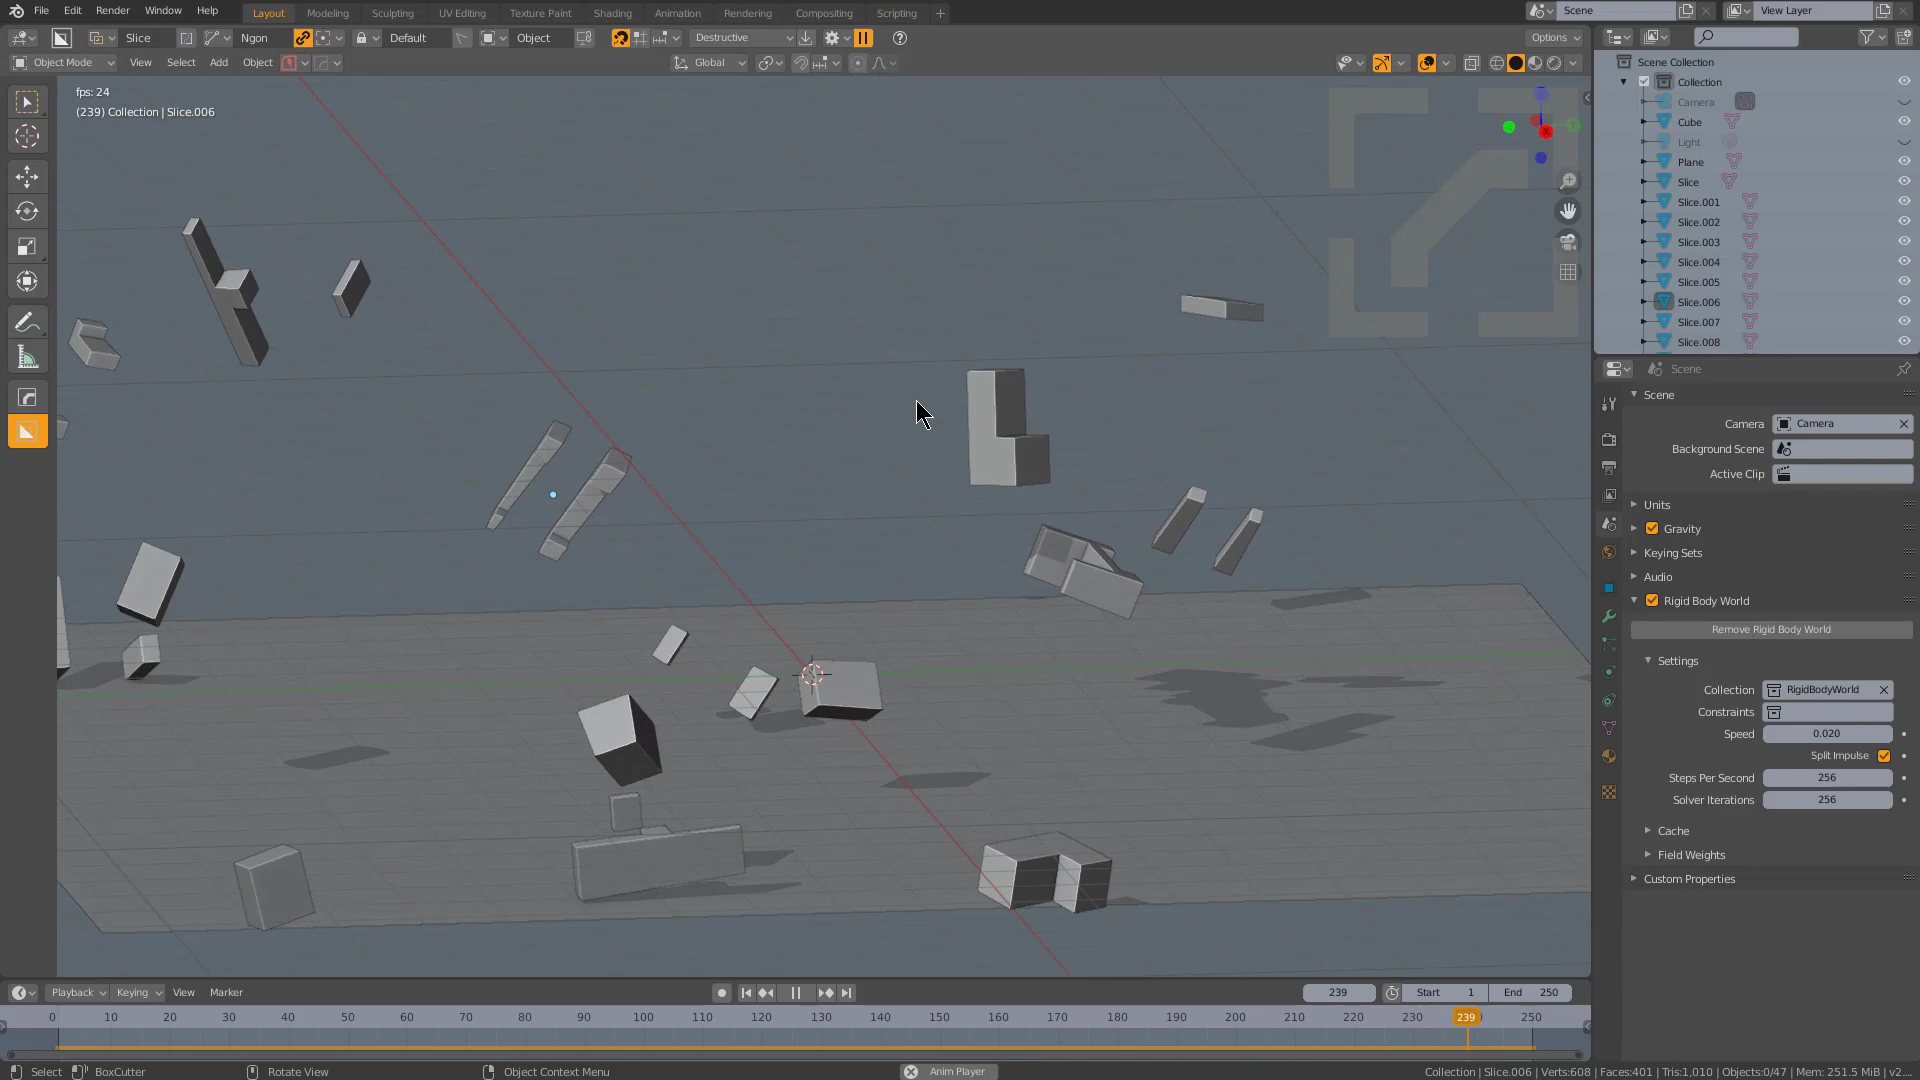 File Edit Render Window Help Layout Modeling Sculpting UV Editing Texture Paint Shading Animation Rendering Compositing Scripting + Scene View Layer
Slice Ngon Default Object Destructive Options
Object Mode View Select Add Object Global
fps: 24
(239) Collection | Slice.006
X
Y
Scene Collection
Collection
Camera
Cube
Light
Plane
Slice
Slice.001
Slice.002
Slice.003
Slice.004
Slice.005
Slice.006
Slice.007
Slice.008
Scene
Scene
Camera Camera
Background Scene
Active Clip
Units
Gravity
Keying Sets
Audio
Rigid Body World
Remove Rigid Body World
Settings
Collection RigidBodyWorld
Constraints
Speed 0.020
Split Impulse
Steps Per Second 256
Solver Iterations 256
Cache
Field Weights
Custom Properties
Playback Keying View Marker 239 Start 1 End 250
0 10 20 30 40 50 60 70 80 90 100 110 120 130 140 150 160 170 180 190 200 210 220 230 239 250
Select BoxCutter Rotate View Object Context Menu Anim Player Collection | Slice.006 | Verts:608 | Faces:401 | Tris:1,010 | Objects:0/47 | Mem: 251.5 MiB | v2....